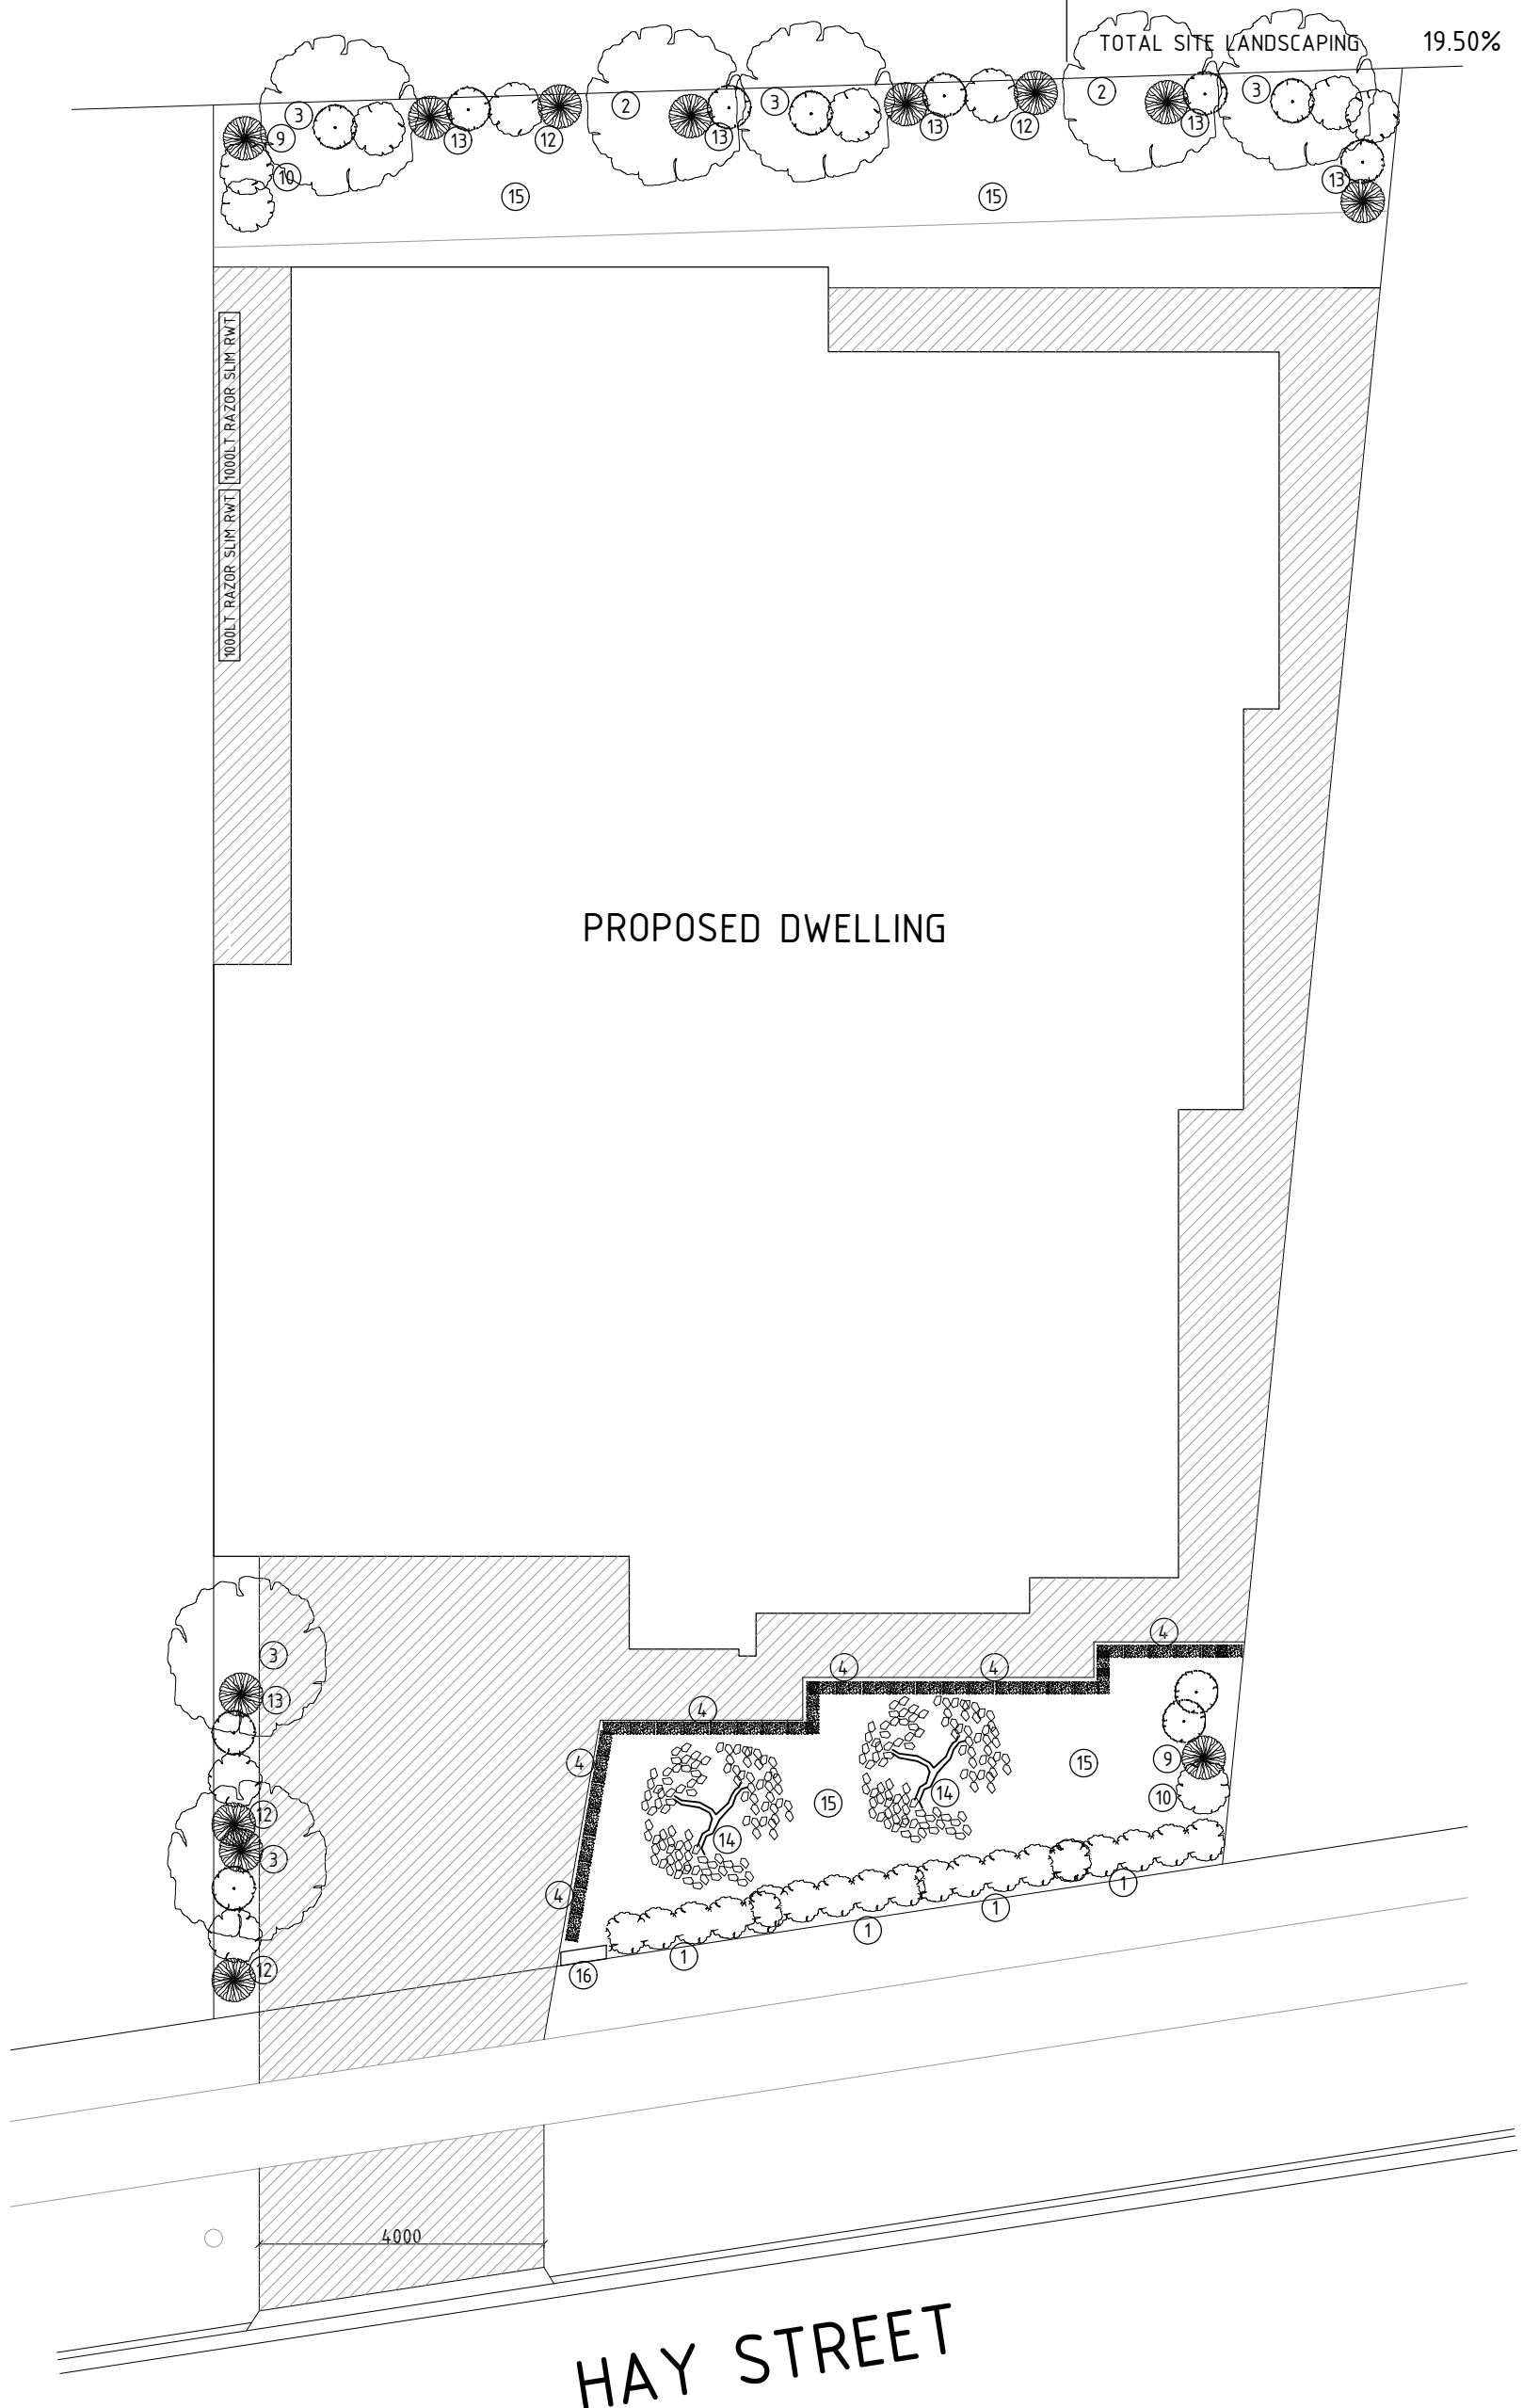 TOTAL SITE LANDSCAPING 19.50%
3 2 3 2 3
9 13 12 13 13 12 13
10 13
15 15
1000LT RAZOR SLIM RWT
1000LT RAZOR SLIM RWT
PROPOSED DWELLING
4
3 4 4
13 4
4 15 9
14 10
12 15
14
3
4 1
1 1
12 16 1
4000
HAY STREET